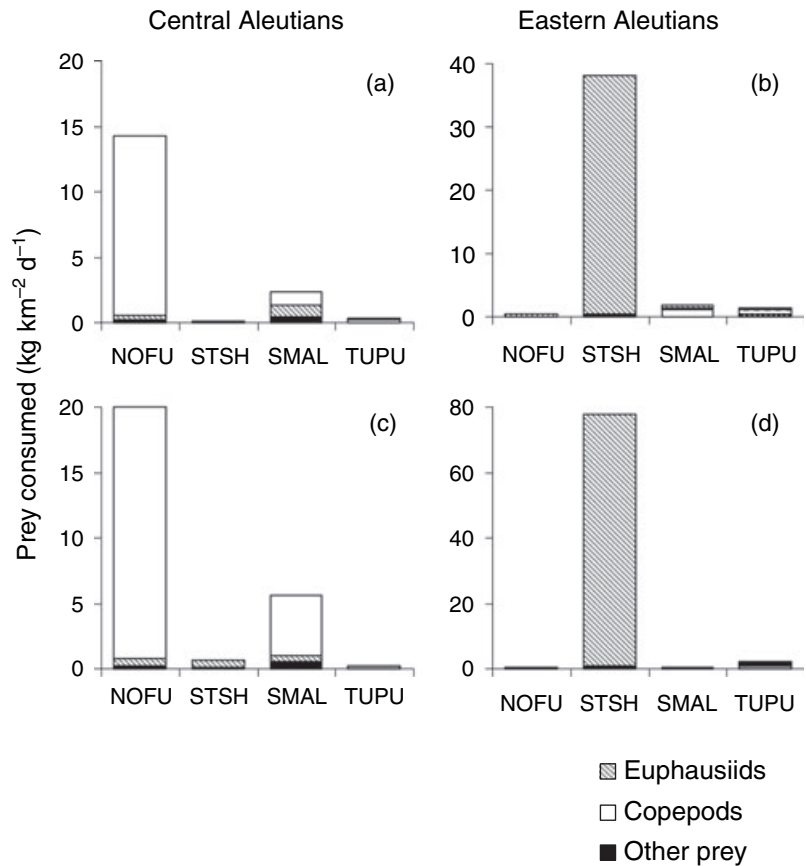 Central Aleutians
Eastern Aleutians
Prey consumed (kg km⁻² d⁻¹)
(a)
20
15
10
5
0
NOFU STSH SMAL TUPU
(b)
40
30
20
10
0
NOFU STSH SMAL TUPU
(c)
20
15
10
5
0
NOFU STSH SMAL TUPU
(d)
80
60
40
20
0
NOFU STSH SMAL TUPU
Euphausiids
Copepods
Other prey